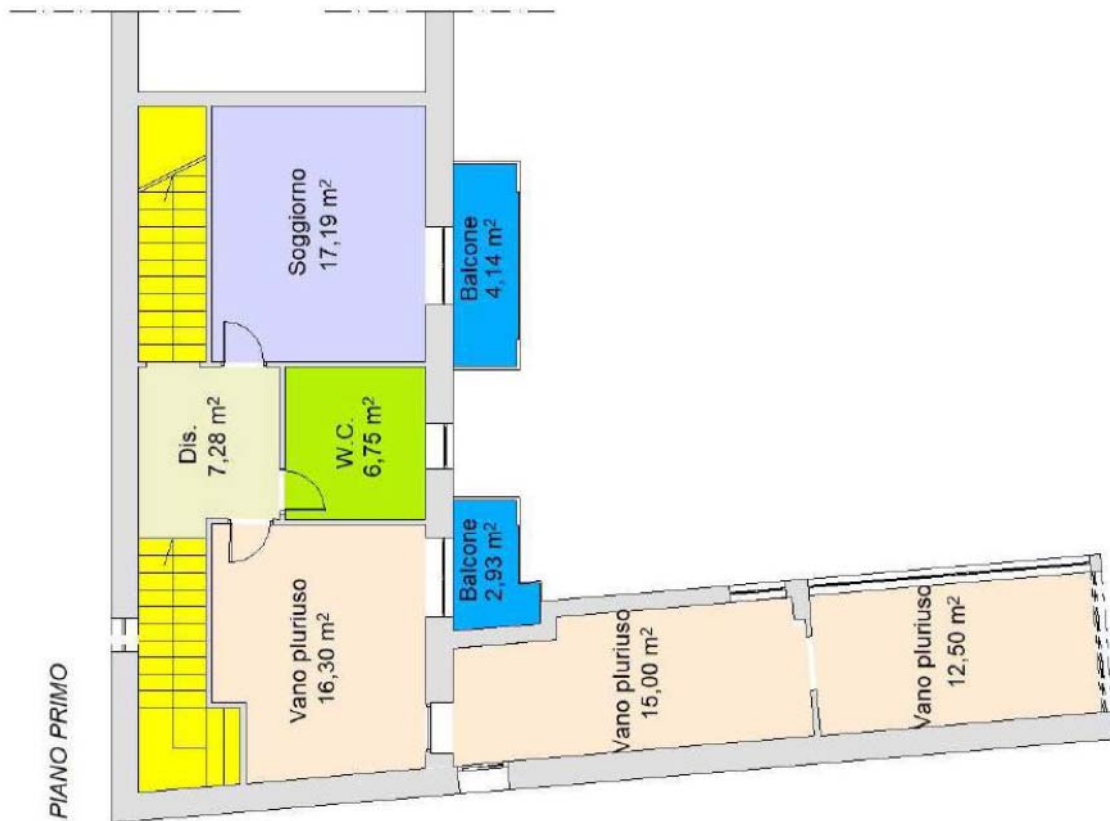 PIANO PRIMO
Soggiorno
17,19 m²
Balcone
4,14 m²
Dis.
7,28 m²
W.C.
6,75 m²
Balcone
2,93 m²
Vano pluriuso
16,30 m²
Vano pluriuso
15,00 m²
Vano pluriuso
12,50 m²